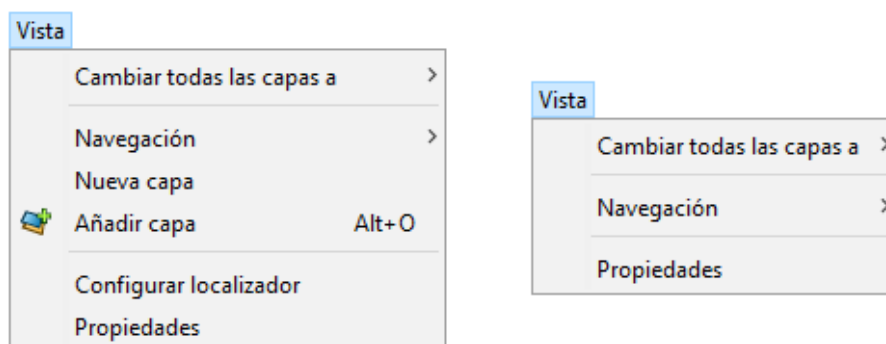 Vista
Cambiar todas las capas a
Navegación
Nueva capa
Añadir capa Alt+O
Configurar localizador
Propiedades
Vista
Cambiar todas las capas a
Navegación
Propiedades